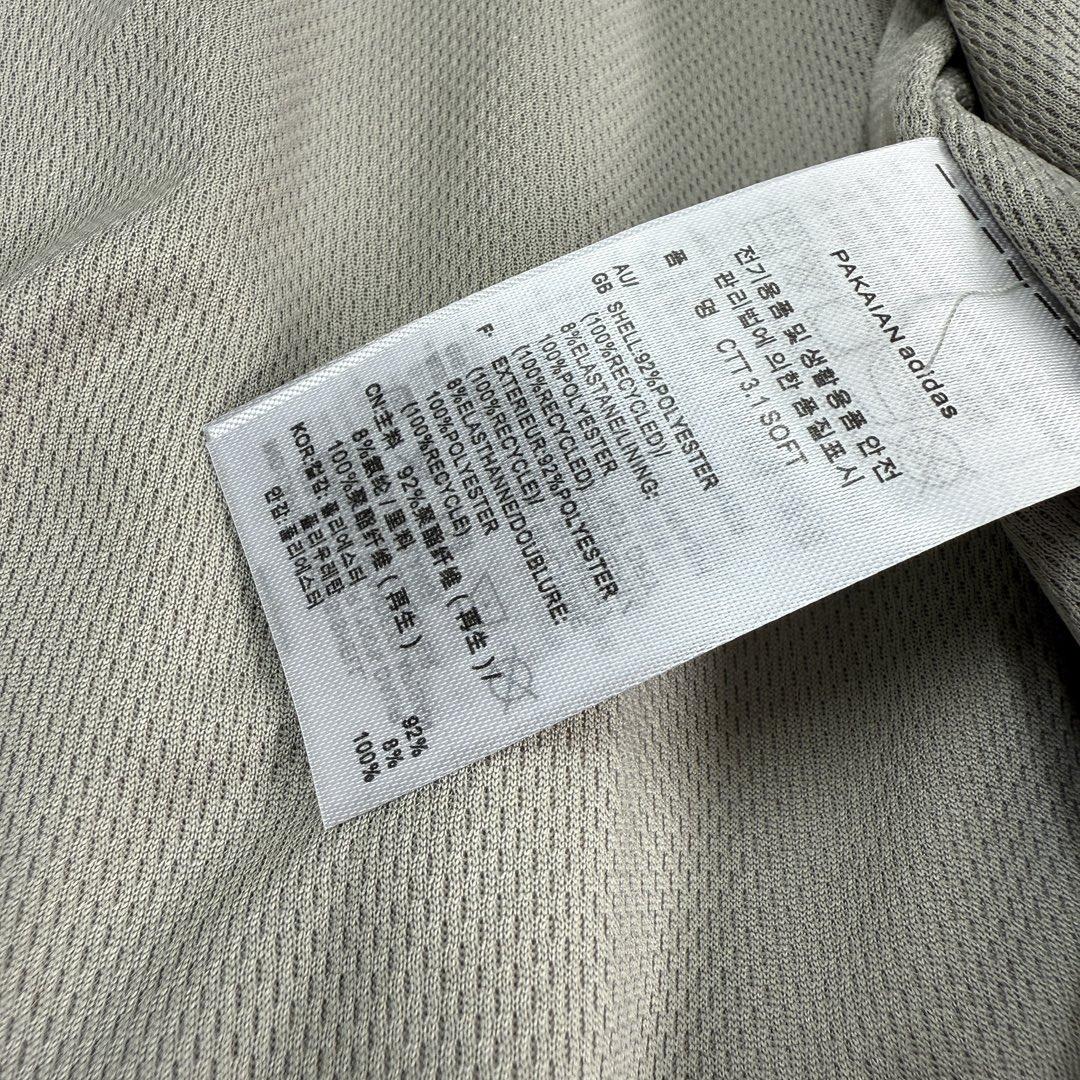 PAKAIAN adidas
전기용품 및 생활용품 안전
관리법에 의한 품질표시
품 명 CTT 3.1 SOFT
AU/
GB SHELL:92%POLYESTER
(100%RECYCLED)/
8%ELASTANE/LINING:
100%POLYESTER
(100%RECYCLED)
F: EXTERIEUR:92%POLYESTER
(100%RECYCLE)/
8%ELASTHANNE/DOUBLURE:
100%POLYESTER
(100%RECYCLE)
CN:主料 92%聚酯纤维(再生)/
8%氨纶/里料
100%聚酯纤维(再生)
KOR:겉감:폴리에스터 92%
폴리우레탄 8%
안감:폴리에스터 100%